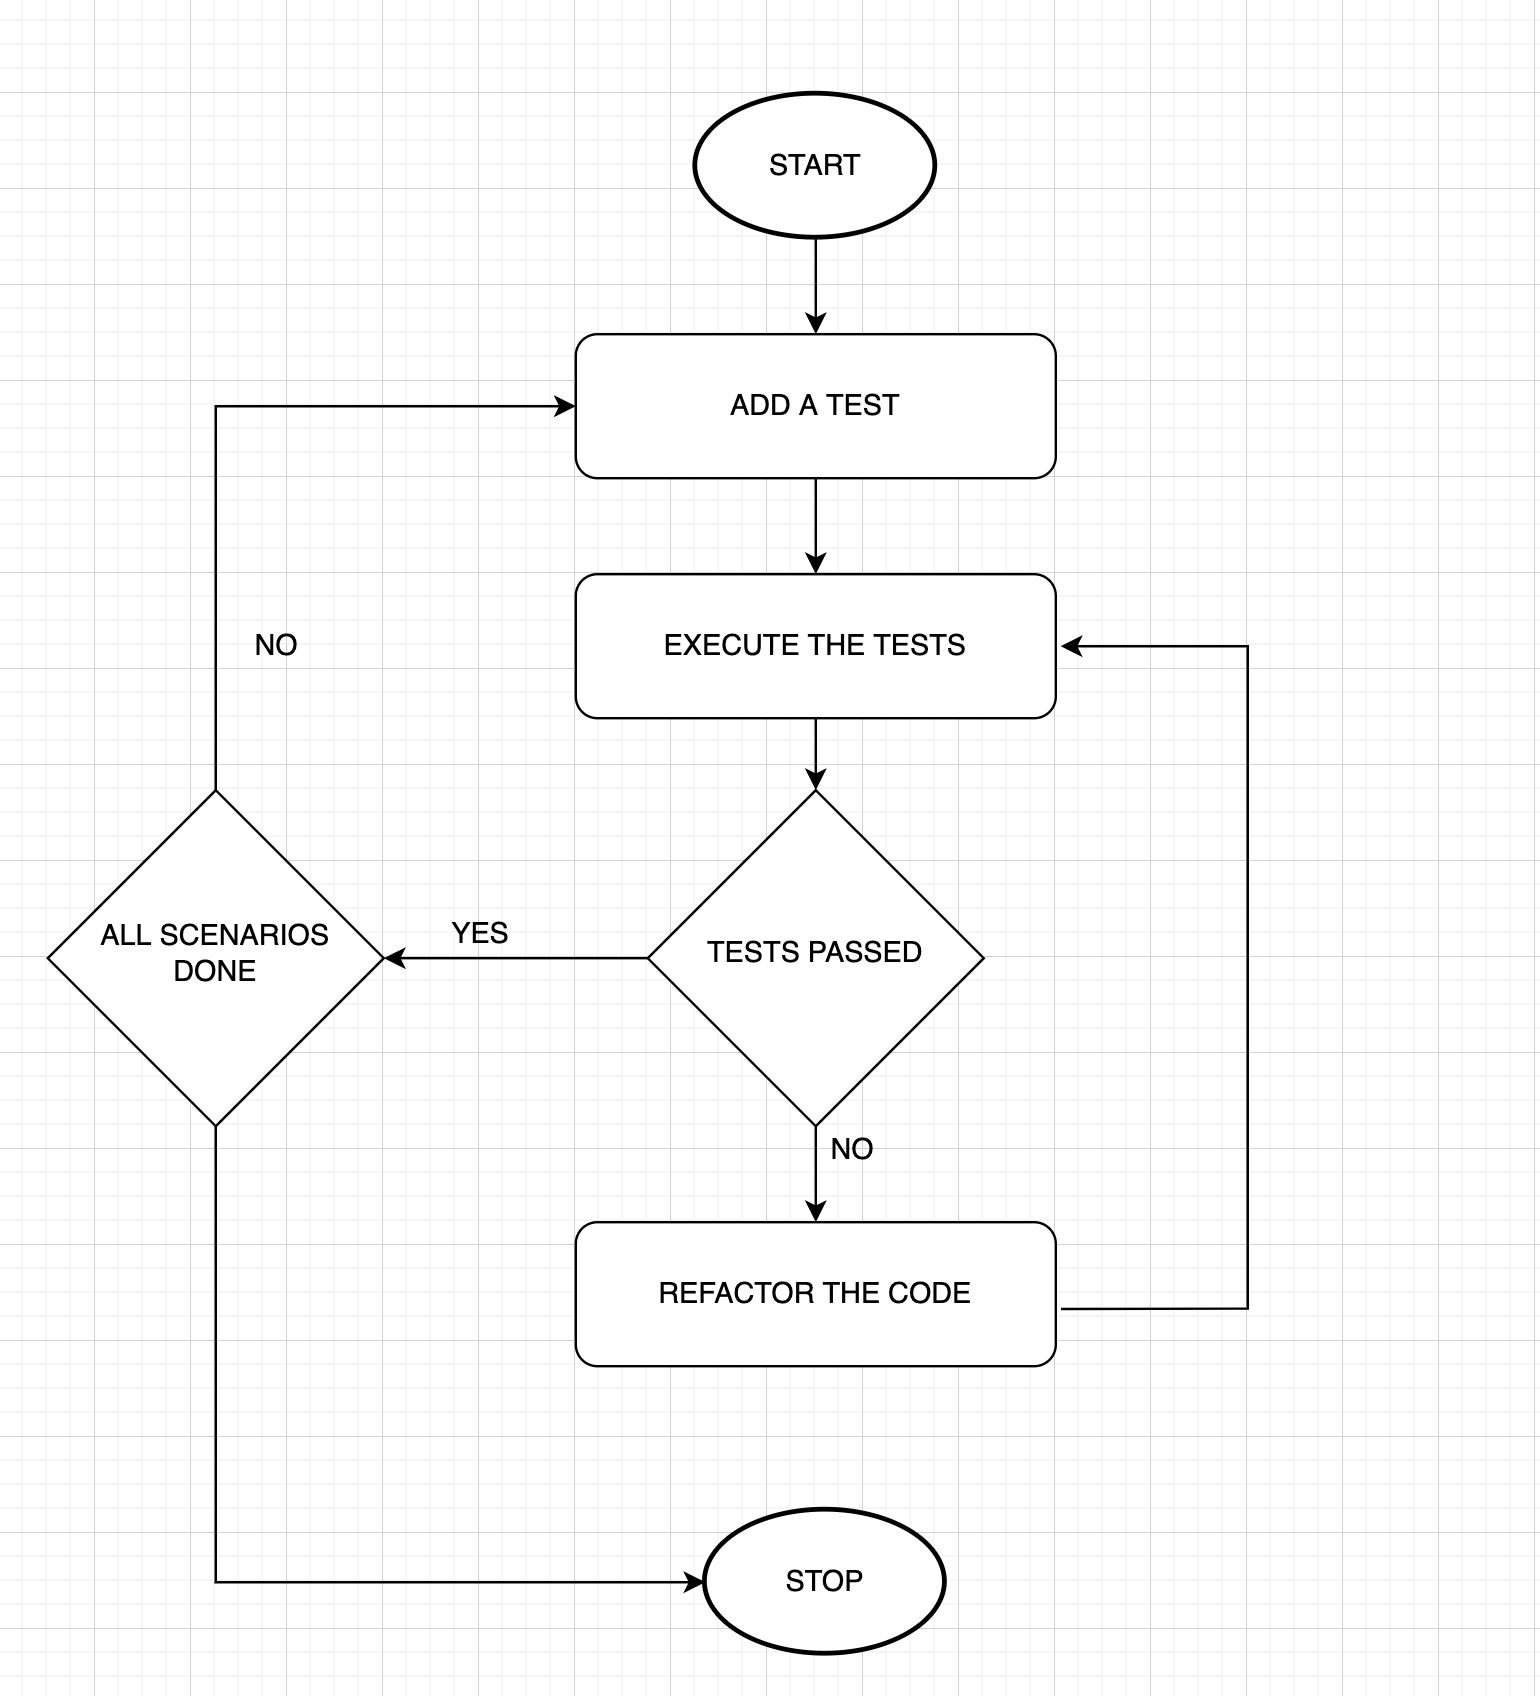 START
ADD A TEST
EXECUTE THE TESTS
NO
TESTS PASSED
YES
ALL SCENARIOS
DONE
NO
REFACTOR THE CODE
STOP